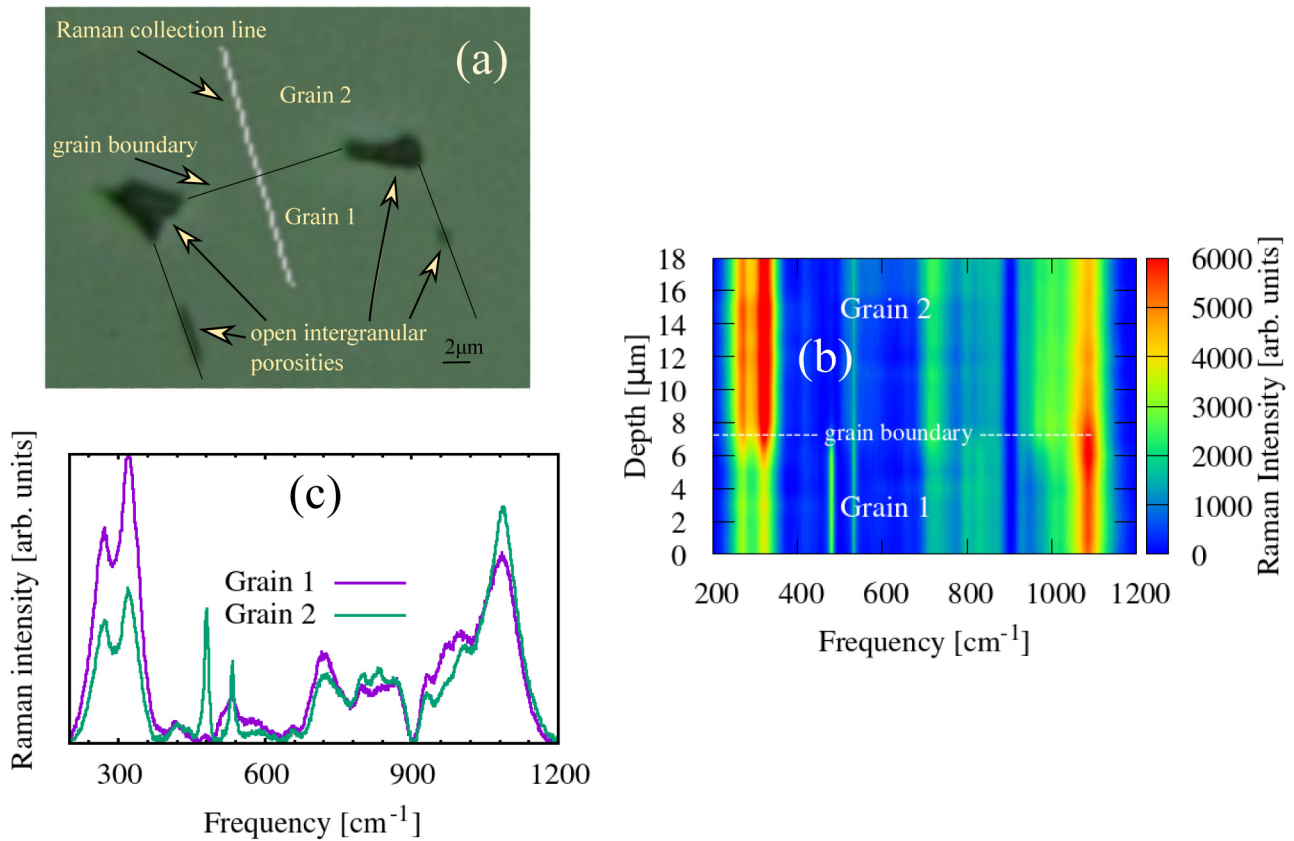 Raman collection line
(a)
Grain 2
grain boundary
Grain 1
open intergranular
porosities
2μm
Depth [μm]
18
16
14
12
10
8
6
4
2
0
Grain 2
(b)
grain boundary
Grain 1
200 400 600 800 1000 1200
Frequency [cm-1]
6000
5000
4000
3000
2000
1000
0
Raman Intensity [arb. units]
Raman intensity [arb. units]
(c)
Grain 1
Grain 2
300 600 900 1200
Frequency [cm-1]